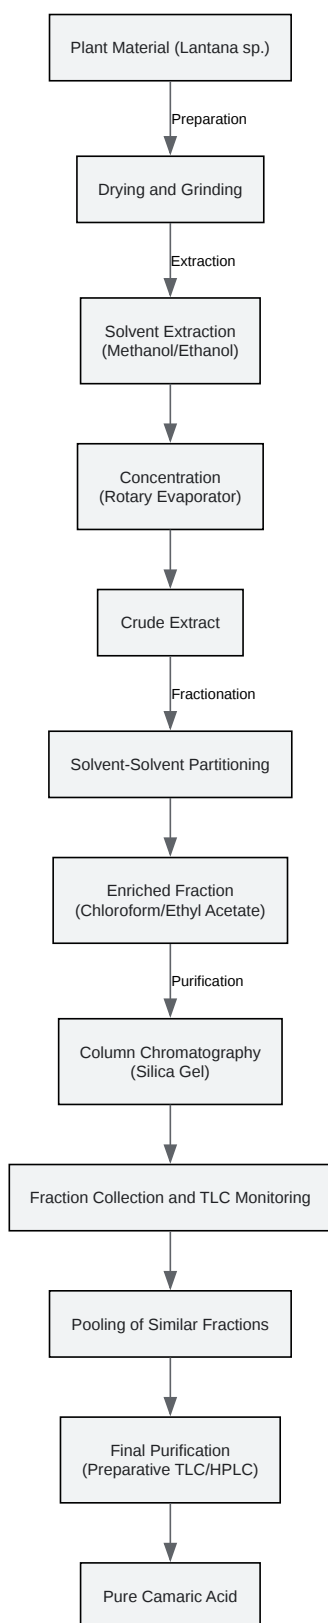 Plant Material (Lantana sp.)
Preparation
Drying and Grinding
Extraction
Solvent Extraction
(Methanol/Ethanol)
Concentration
(Rotary Evaporator)
Crude Extract
Fractionation
Solvent-Solvent Partitioning
Enriched Fraction
(Chloroform/Ethyl Acetate)
Purification
Column Chromatography
(Silica Gel)
Fraction Collection and TLC Monitoring
Pooling of Similar Fractions
Final Purification
(Preparative TLC/HPLC)
Pure Camaric Acid